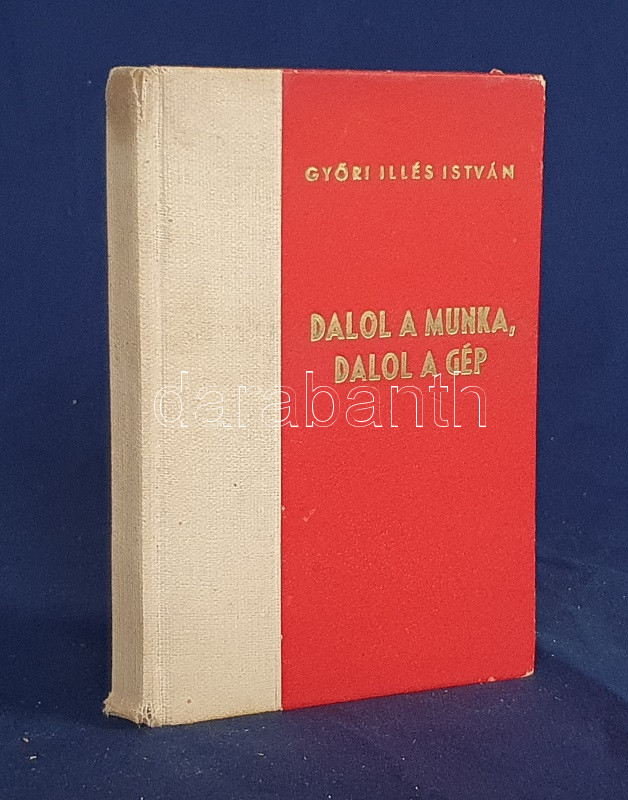 GYŐRI ILLÉS ISTVÁN
DALOL A MUNKA,
DALOL A GÉP
darabanth